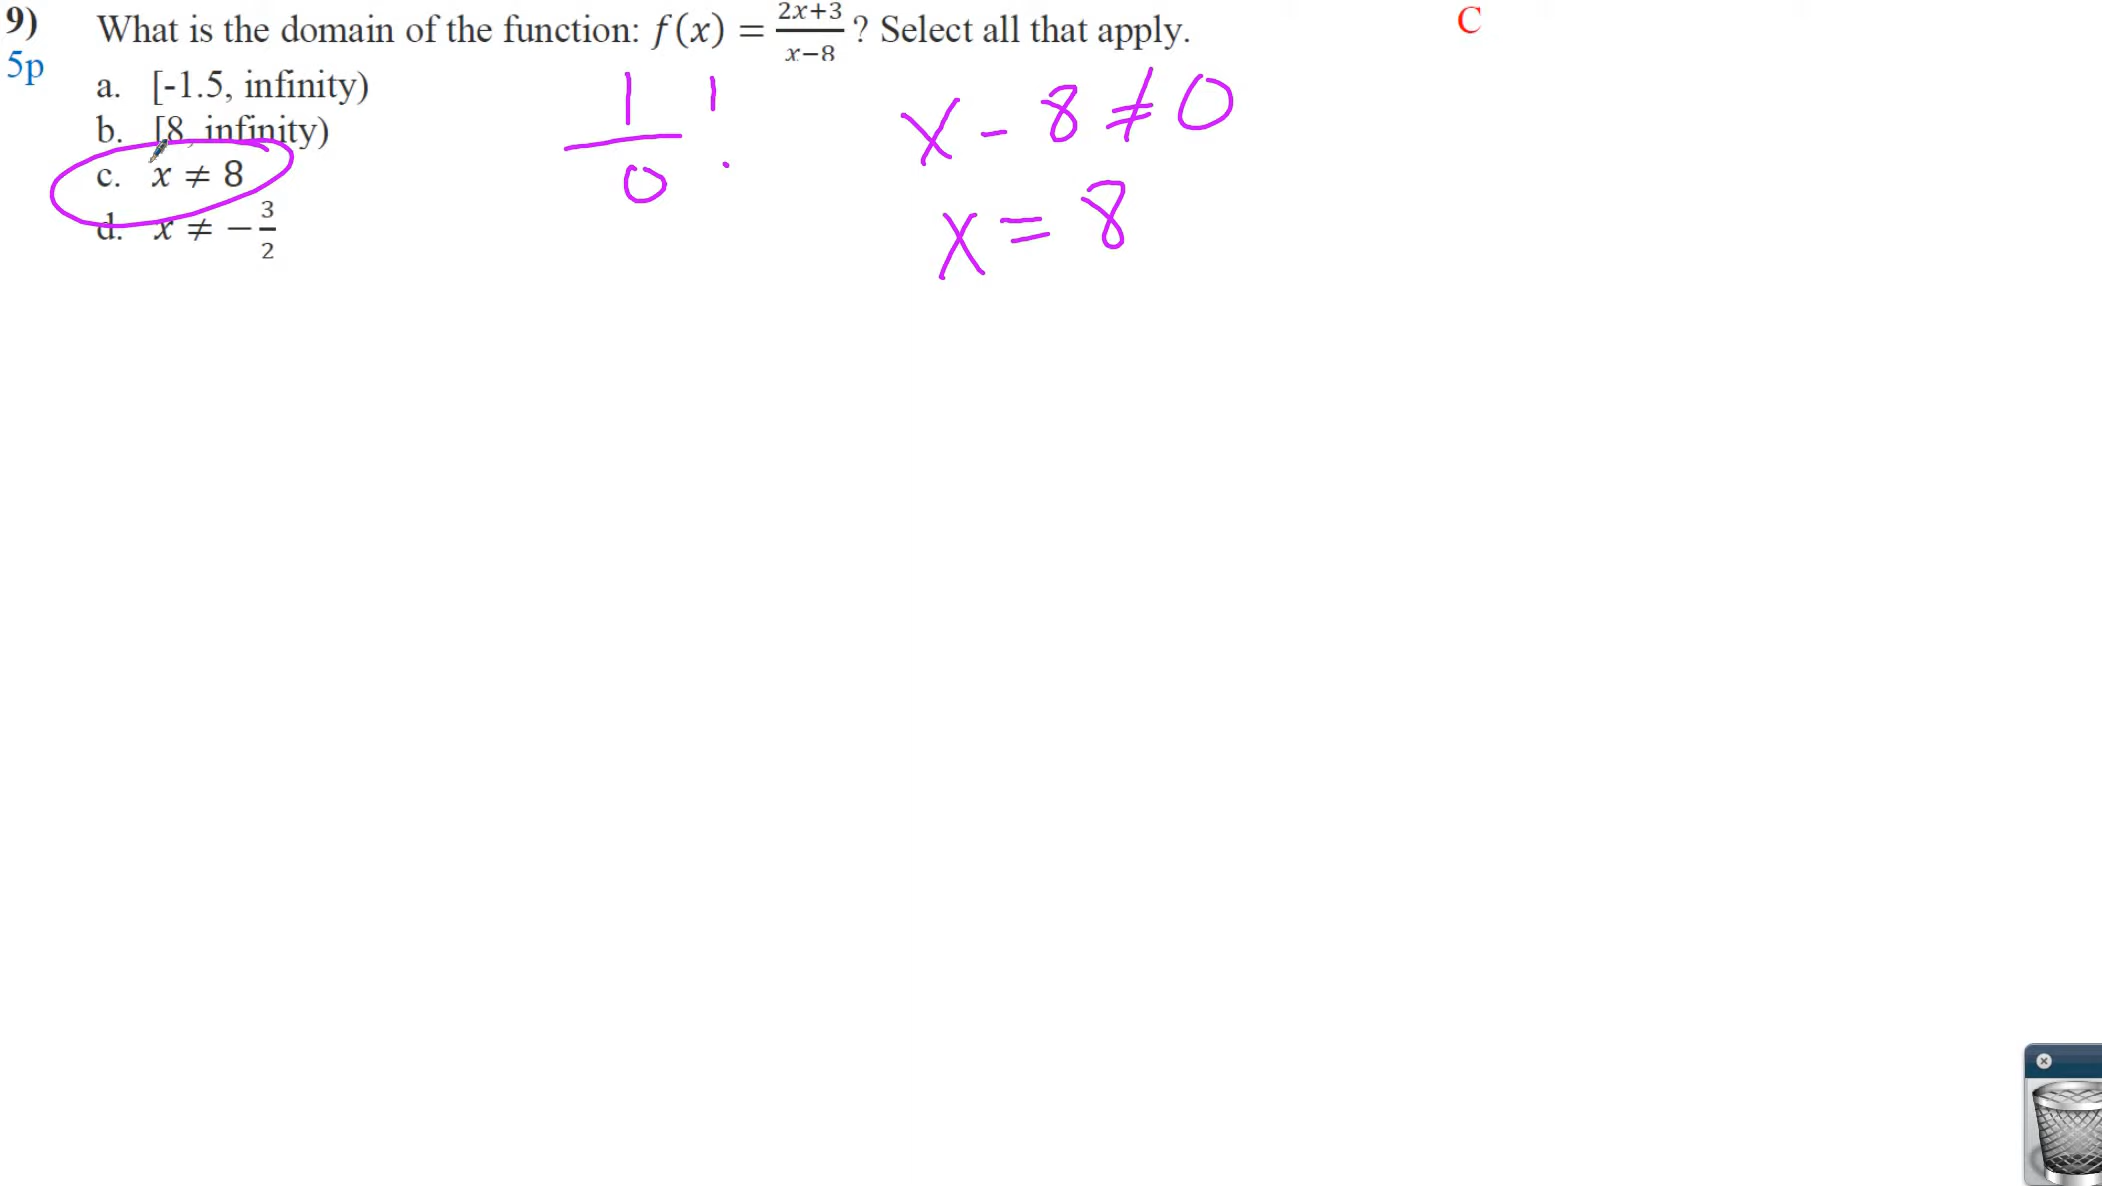 9) What is the domain of the function: f(x) = (2x+3)/(x−8) ? Select all that apply. C
5p
a. [-1.5, infinity)
b. [8, infinity)
c. x ≠ 8
d. x ≠ −3/2
1/0 !
x - 8 ≠ 0
x = 8